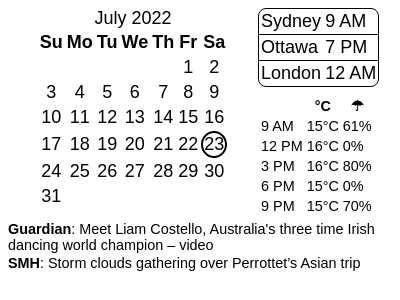 July 2022
Su Mo Tu We Th Fr Sa
1 2
3 4 5 6 7 8 9
10 11 12 13 14 15 16
17 18 19 20 21 22 23
24 25 26 27 28 29 30
31
Sydney 9 AM
Ottawa 7 PM
London 12 AM
°C ☂
9 AM 15°C 61%
12 PM 16°C 0%
3 PM 16°C 80%
6 PM 15°C 0%
9 PM 15°C 70%
Guardian: Meet Liam Costello, Australia's three time Irish
dancing world champion – video
SMH: Storm clouds gathering over Perrottet's Asian trip